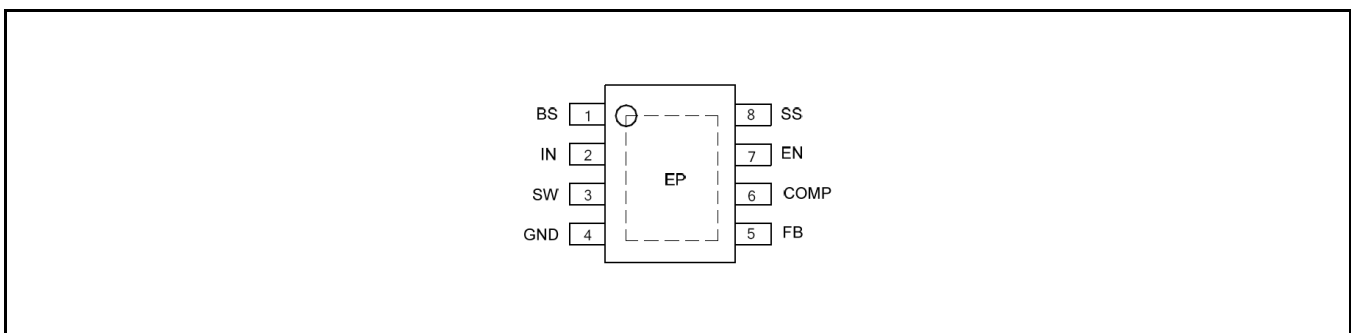 BS 1 8 SS
IN 2 7 EN
EP
SW 3 6 COMP
GND 4 5 FB